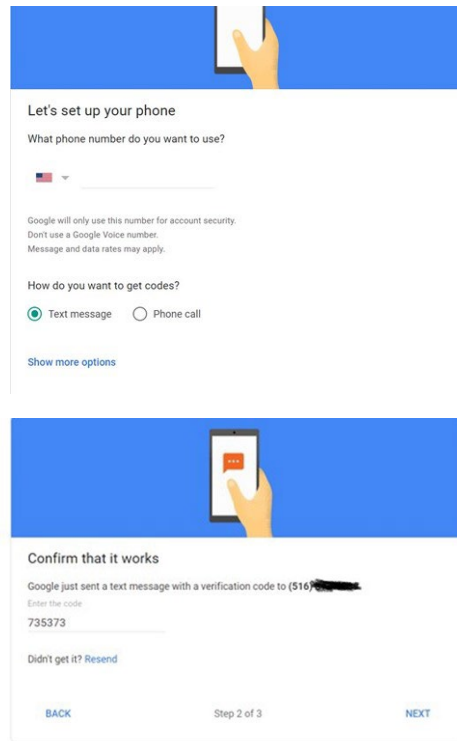 Let's set up your phone
What phone number do you want to use?
Google will only use this number for account security.
Don't use a Google Voice number.
Message and data rates may apply.
How do you want to get codes?
Text message Phone call
Show more options
Confirm that it works
Google just sent a text message with a verification code to (516)
Enter the code
735373
Didn't get it? Resend
BACK Step 2 of 3 NEXT